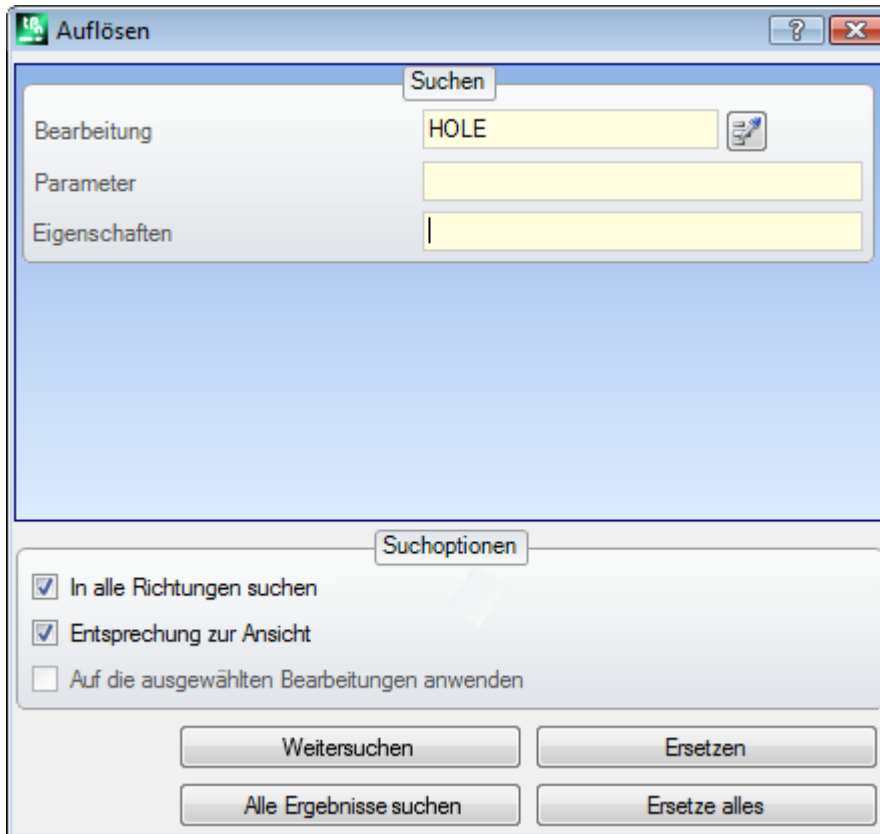 Auflösen
Suchen
Bearbeitung HOLE
Parameter
Eigenschaften
Suchoptionen
In alle Richtungen suchen
Entsprechung zur Ansicht
Auf die ausgewählten Bearbeitungen anwenden
Weitersuchen Ersetzen
Alle Ergebnisse suchen Ersetze alles